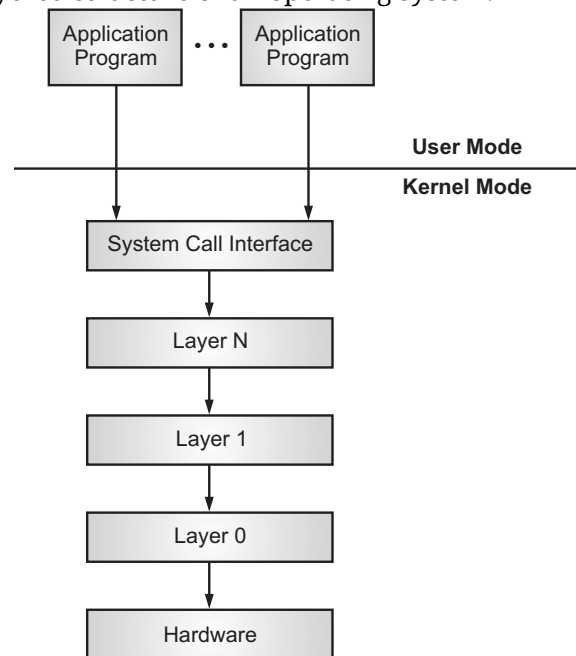 Application
Program
...
Application
Program
User Mode
Kernel Mode
System Call Interface
Layer N
Layer 1
Layer 0
Hardware